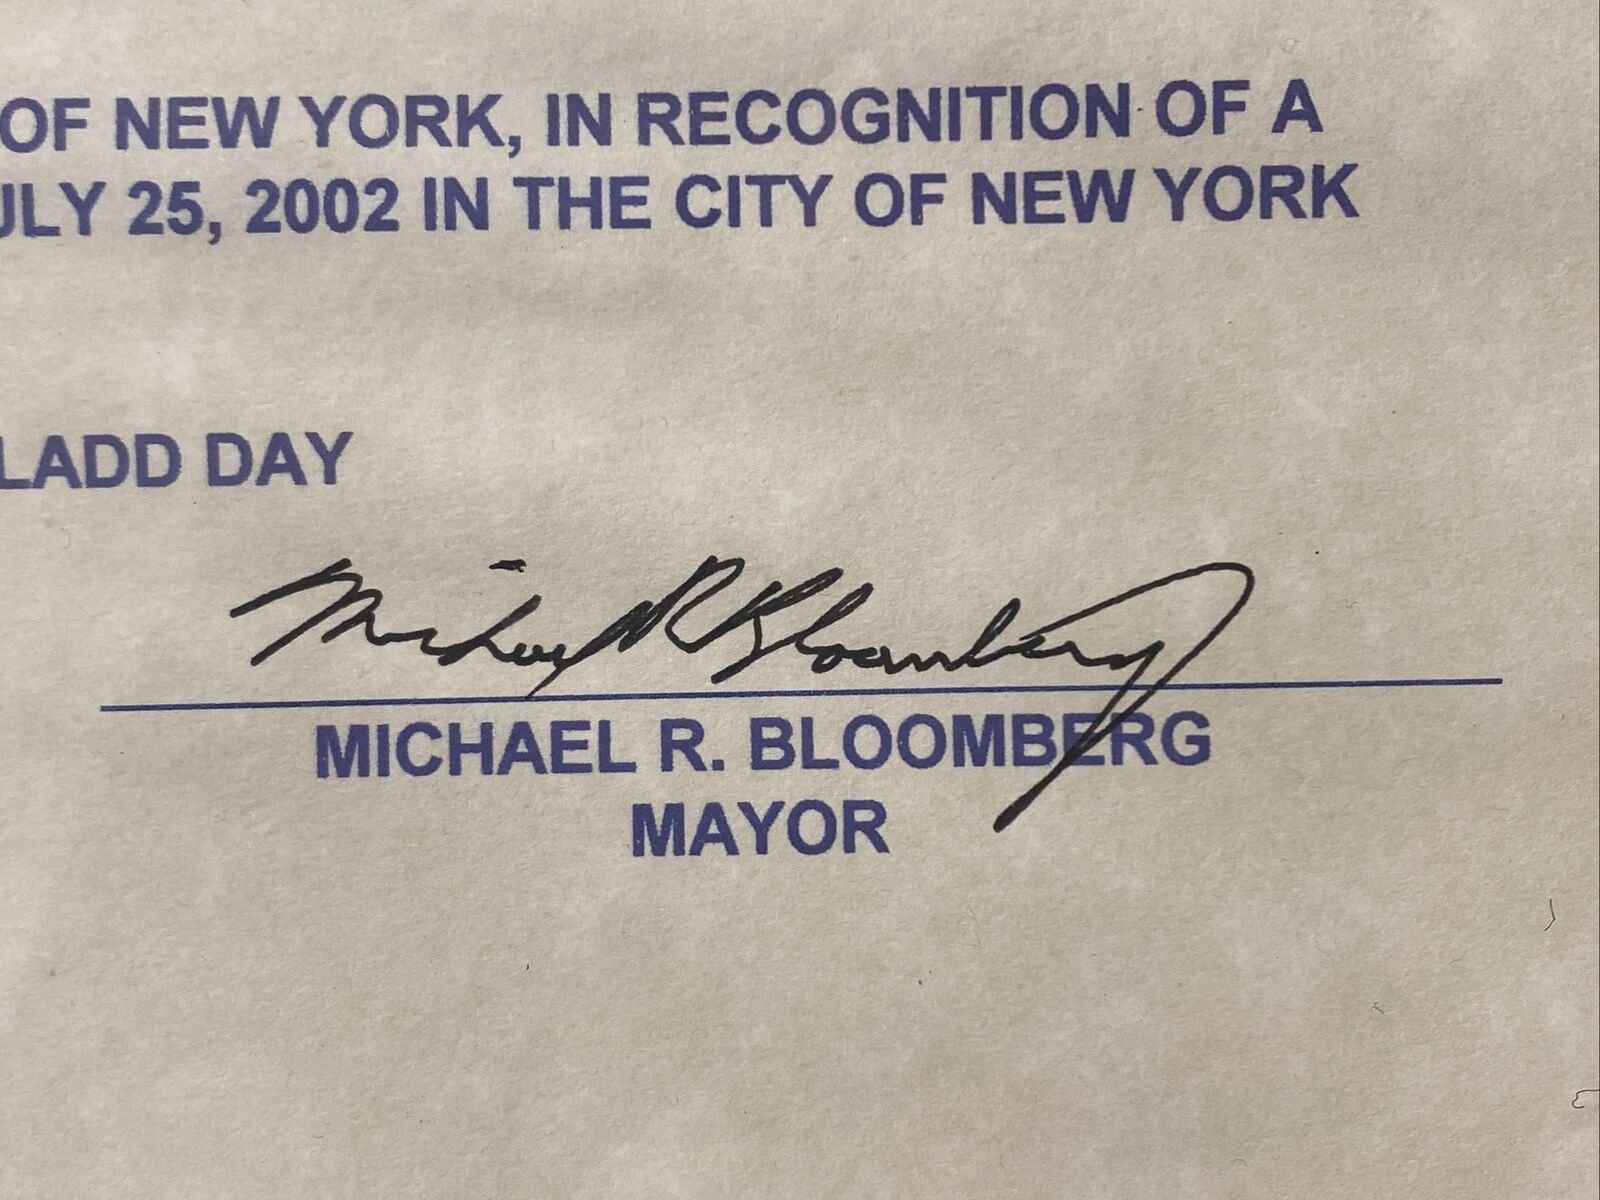 OF NEW YORK, IN RECOGNITION OF A
JULY 25, 2002 IN THE CITY OF NEW YORK
LADD DAY
Michael R Bloomberg
MICHAEL R. BLOOMBERG
MAYOR